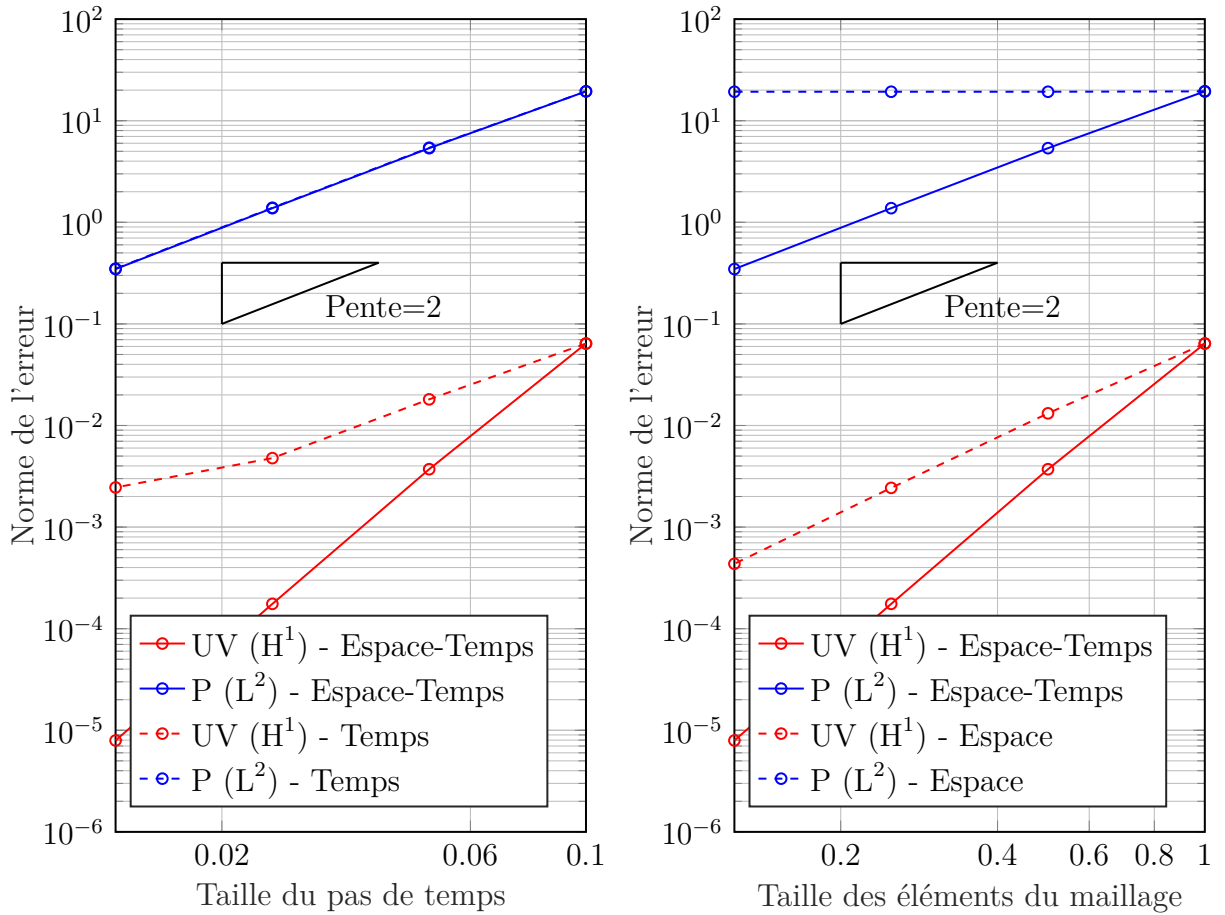 10^2
10^1
10^0
10^-1
10^-2
10^-3
10^-4
10^-5
10^-6
Norme de l'erreur
Pente=2
UV (H^1) - Espace-Temps
P (L^2) - Espace-Temps
UV (H^1) - Temps
P (L^2) - Temps
0.02
0.06
0.1
Taille du pas de temps
10^2
10^1
10^0
10^-1
10^-2
10^-3
10^-4
10^-5
10^-6
Norme de l'erreur
Pente=2
UV (H^1) - Espace-Temps
P (L^2) - Espace-Temps
UV (H^1) - Espace
P (L^2) - Espace
0.2
0.4
0.6
0.8
1
Taille des éléments du maillage